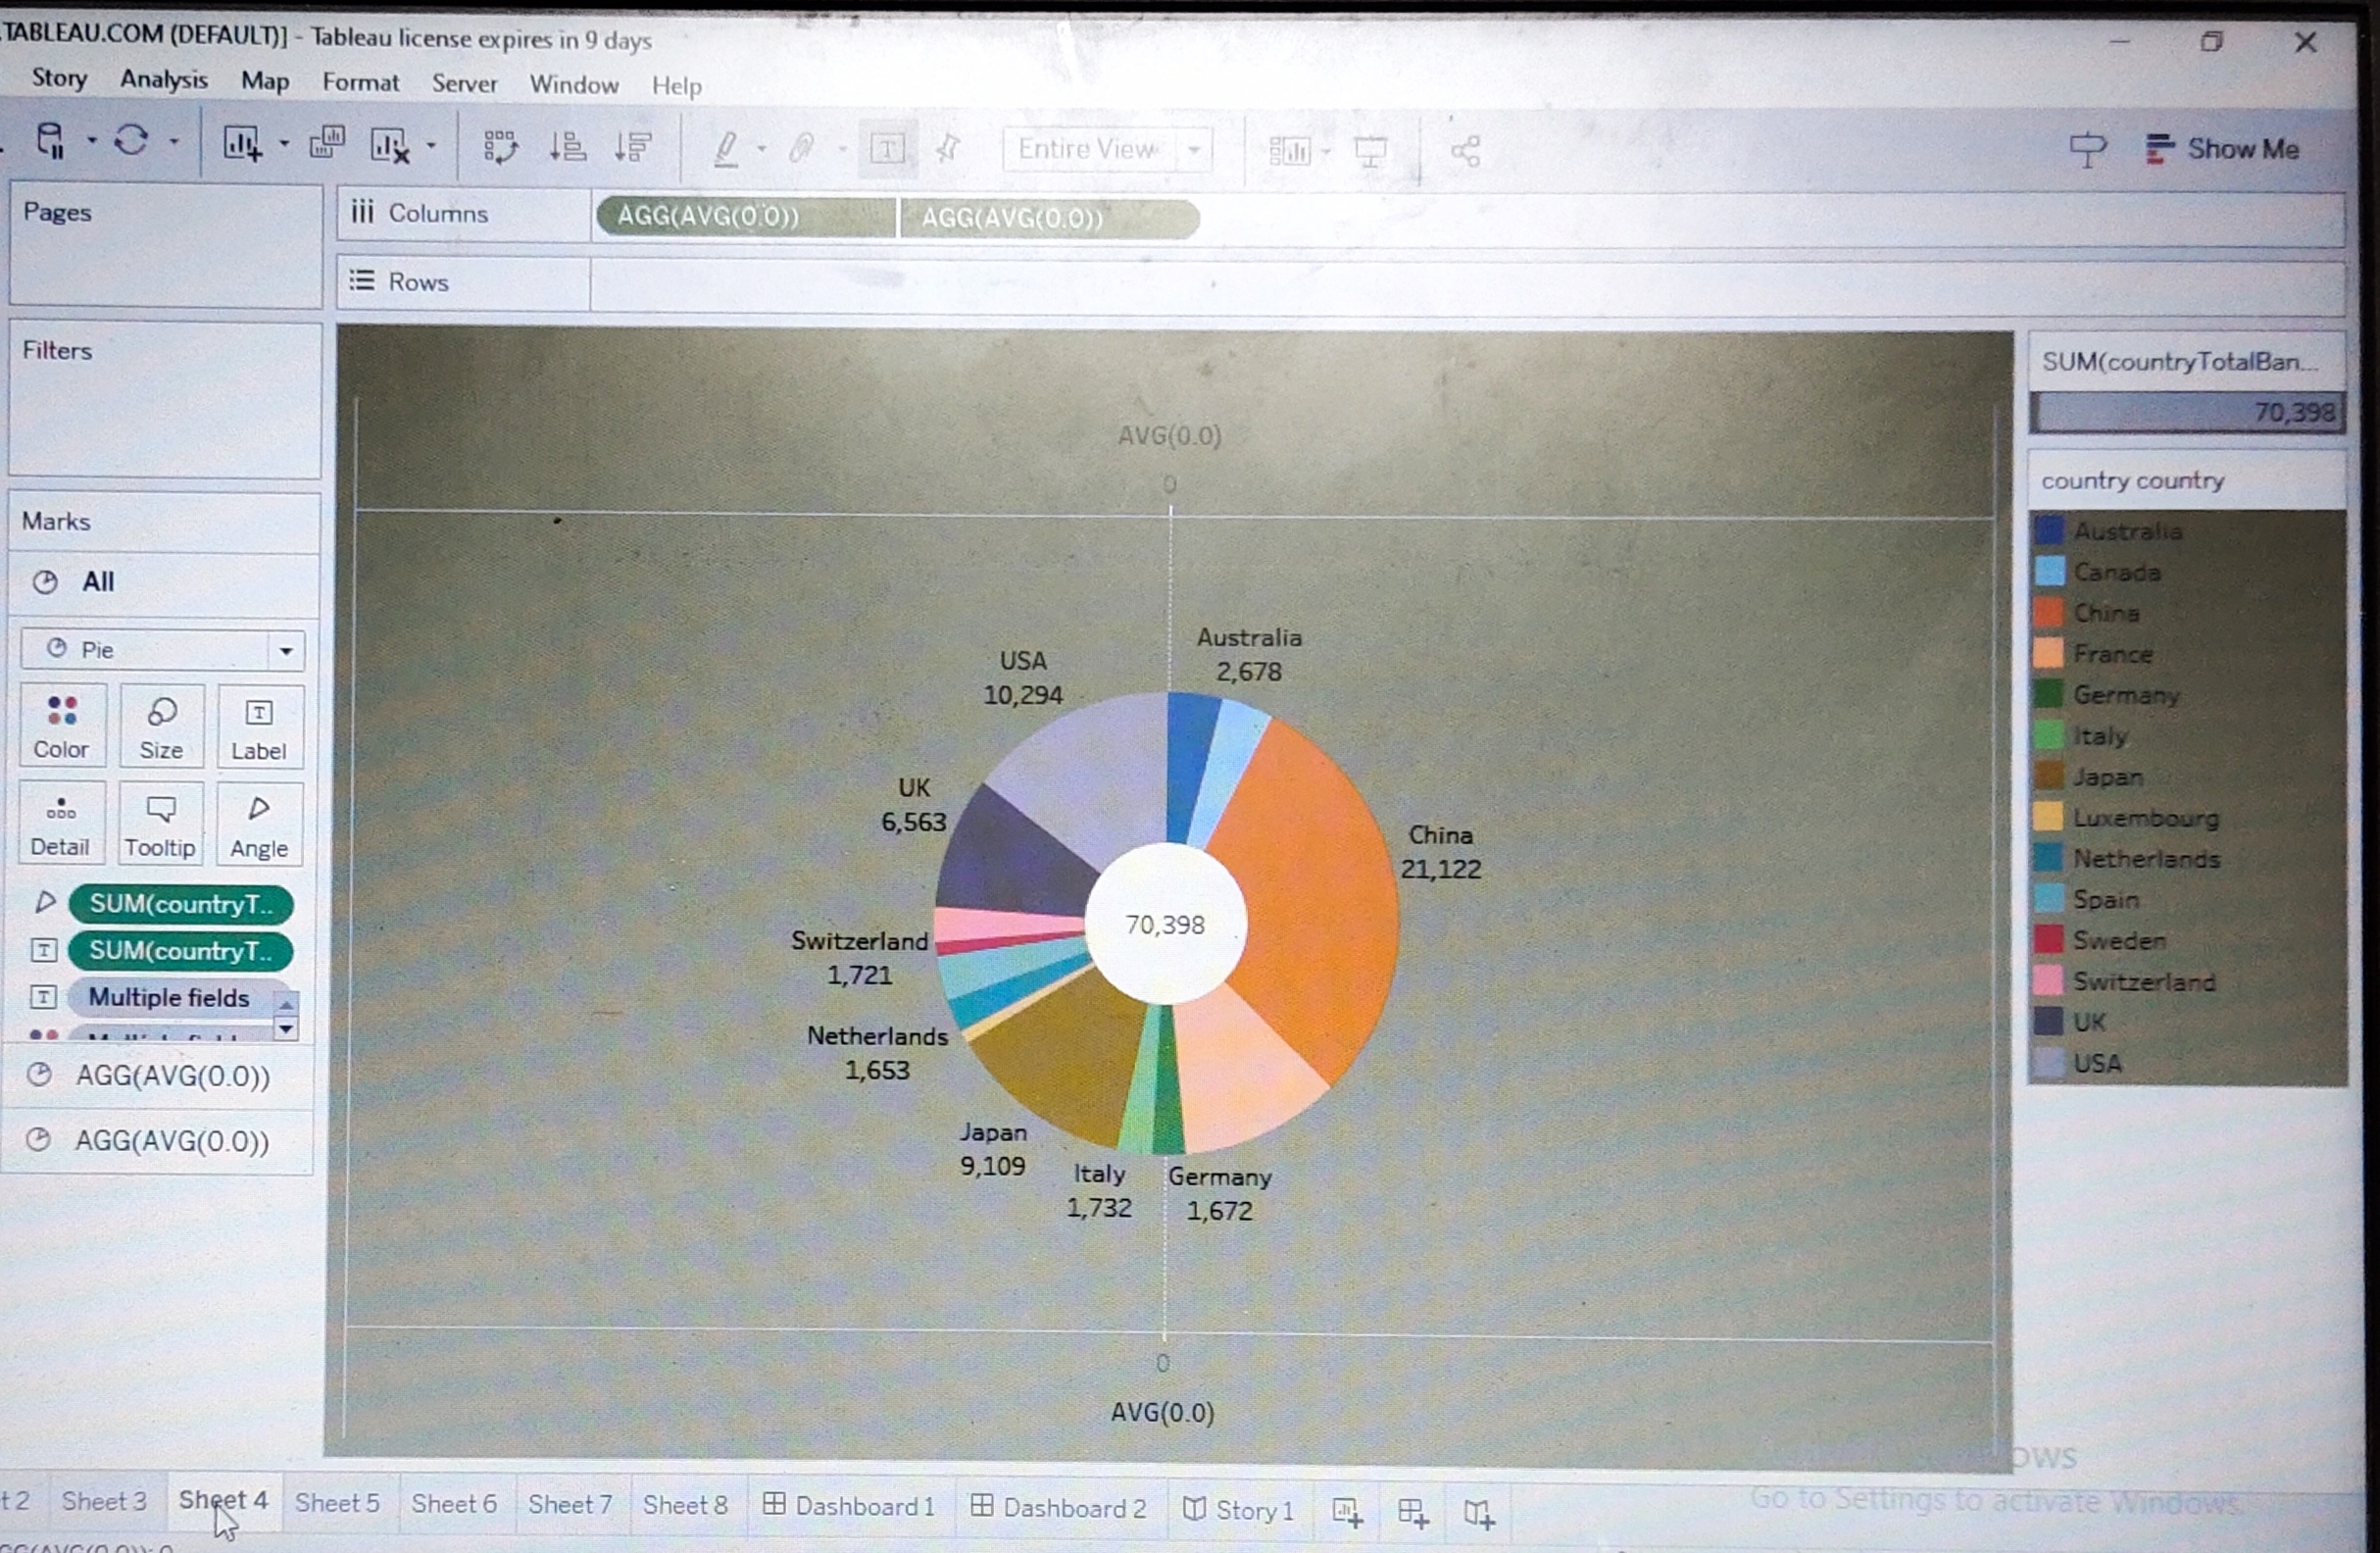 .TABLEAU.COM (DEFAULT)] - Tableau license expires in 9 days
Story Analysis Map Format Server Window Help
Entire View
Show Me
Pages
iii Columns
AGG(AVG(0.0)) AGG(AVG(0.0))
Rows
Filters
Marks
All
Pie
Color Size Label
Detail Tooltip Angle
SUM(countryT..
SUM(countryT..
Multiple fields
AGG(AVG(0.0))
AGG(AVG(0.0))
AVG(0.0)
0
Australia
2,678
USA
10,294
UK
6,563
China
21,122
70,398
Switzerland
1,721
Netherlands
1,653
Japan
9,109
Italy
1,732
Germany
1,672
0
AVG(0.0)
SUM(countryTotalBan...
70,398
country country
Australia
Canada
China
France
Germany
Italy
Japan
Luxembourg
Netherlands
Spain
Sweden
Switzerland
UK
USA
Go to Settings to activate Windows.
t 2 Sheet 3 Sheet 4 Sheet 5 Sheet 6 Sheet 7 Sheet 8 Dashboard 1 Dashboard 2 Story 1